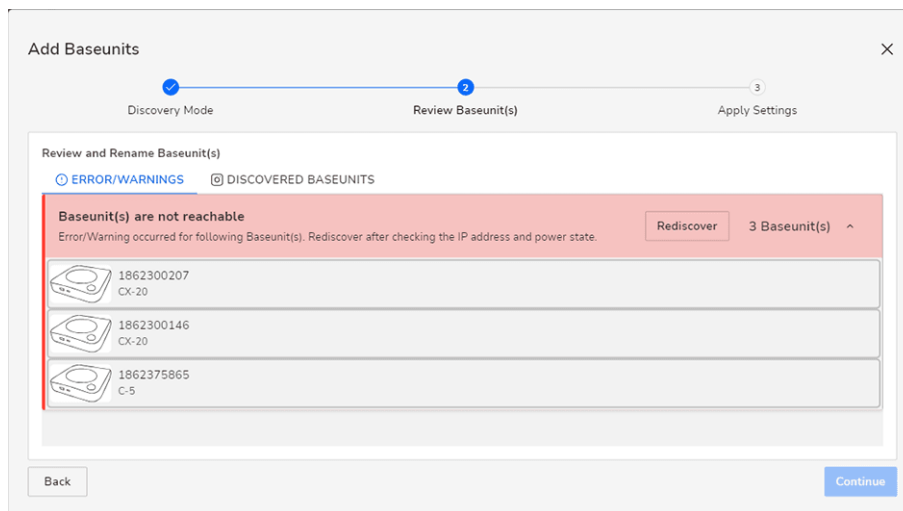 Add Baseunits
2
3
Discovery Mode
Review Baseunit(s)
Apply Settings
Review and Rename Baseunit(s)
ERROR/WARNINGS
DISCOVERED BASEUNITS
Baseunit(s) are not reachable
Error/Warning occurred for following Baseunit(s). Rediscover after checking the IP address and power state.
Rediscover
3 Baseunit(s)
1862300207
CX-20
1862300146
CX-20
1862375865
C-5
Back
Continue